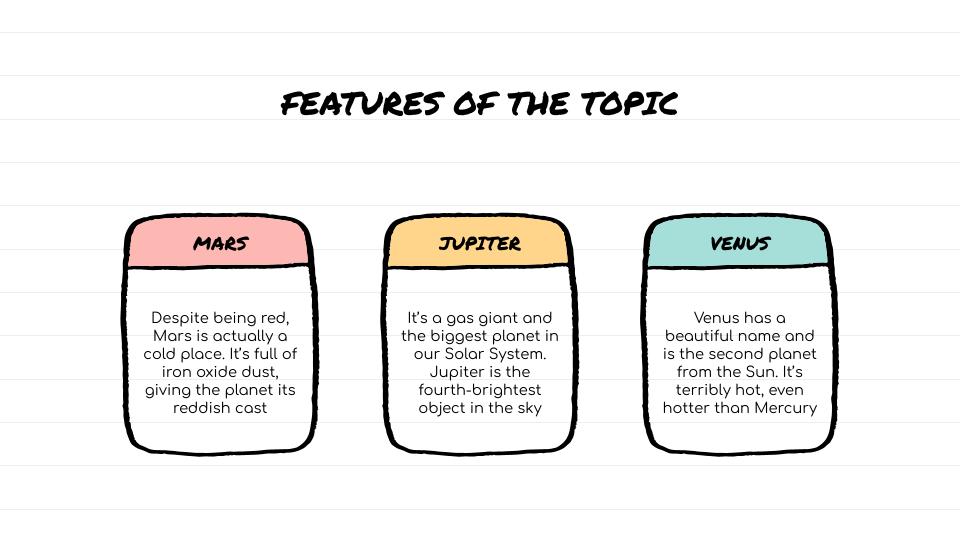 FEATURES OF THE TOPIC
MARS
Despite being red,
Mars is actually a
cold place. It's full of
iron oxide dust,
giving the planet its
reddish cast
JUPITER
It's a gas giant and
the biggest planet in
our Solar System.
Jupiter is the
fourth-brightest
object in the sky
VENUS
Venus has a
beautiful name and
is the second planet
from the Sun. It's
terribly hot, even
hotter than Mercury